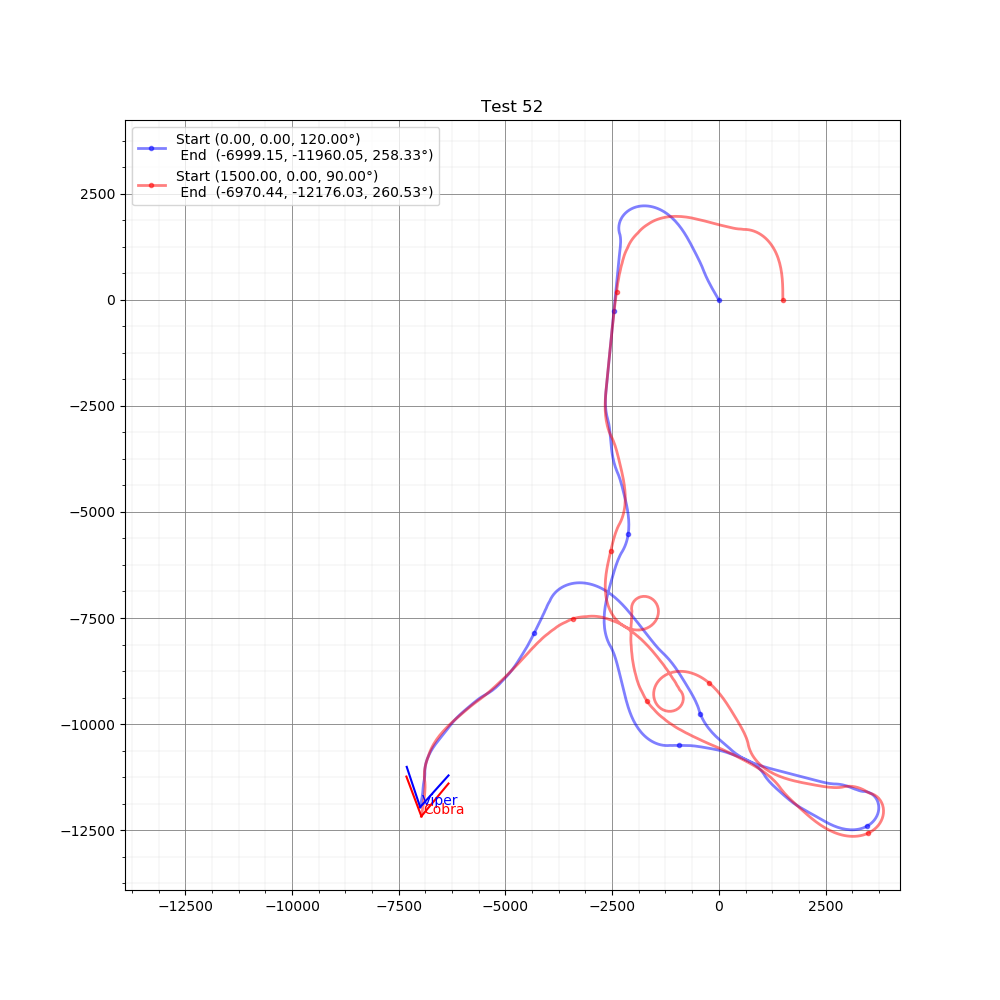 Test 52
Start (0.00, 0.00, 120.00°)
End (-6999.15, -11960.05, 258.33°)
Start (1500.00, 0.00, 90.00°)
End (-6970.44, -12176.03, 260.53°)
2500
0
−2500
−5000
−7500
−10000
−12500
Viper
Cobra
−12500
−10000
−7500
−5000
−2500
0
2500